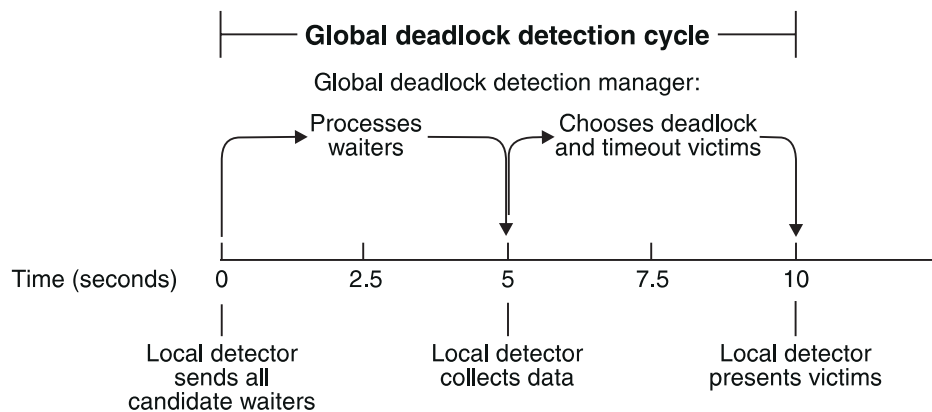 Global deadlock detection cycle
Global deadlock detection manager:
Processes
waiters
Chooses deadlock
and timeout victims
Time (seconds)
0
2.5
5
7.5
10
Local detector
sends all
candidate waiters
Local detector
collects data
Local detector
presents victims